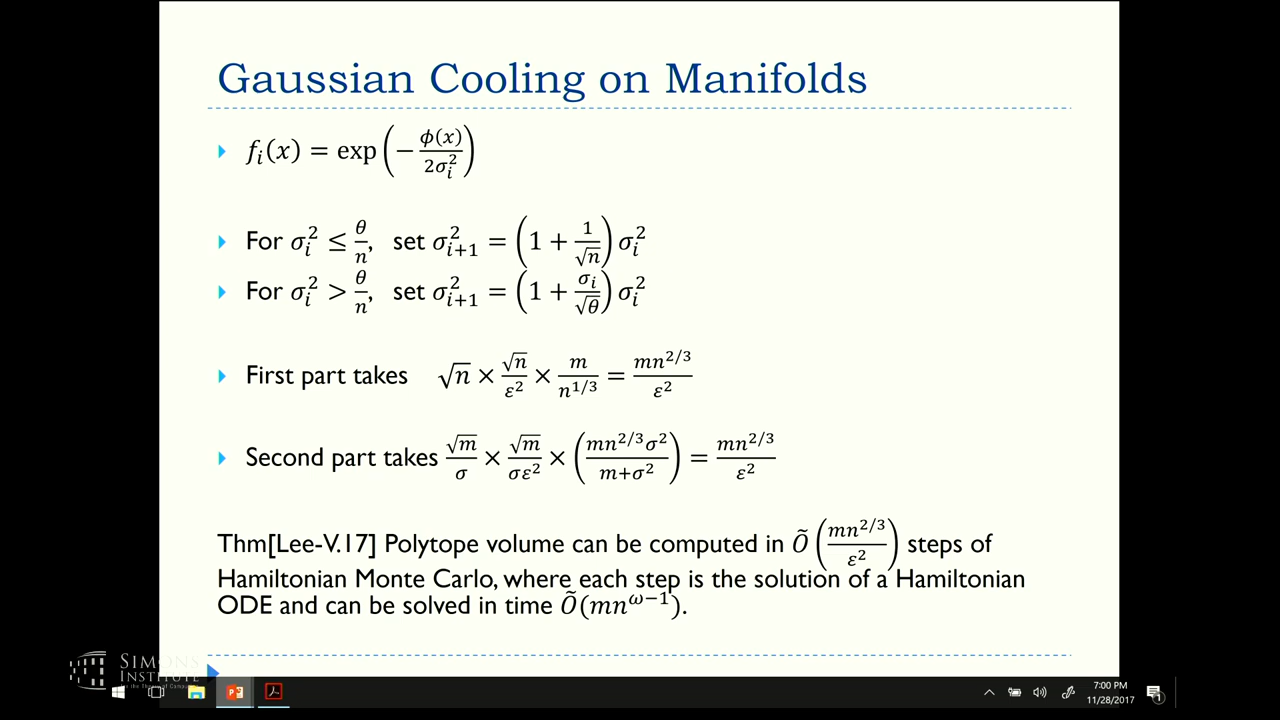 Gaussian Cooling on Manifolds
f_i(x) = exp(−ϕ(x)/2σ_i^2)
For σ_i^2 ≤ θ/n, set σ_{i+1}^2 = (1 + 1/√n) σ_i^2
For σ_i^2 > θ/n, set σ_{i+1}^2 = (1 + σ_i/√θ) σ_i^2
First part takes √n × √n/ε^2 × m/n^{1/3} = mn^{2/3}/ε^2
Second part takes √m/σ × √m/σε^2 × (mn^{2/3}σ^2/m+σ^2) = mn^{2/3}/ε^2
Thm[Lee-V.17] Polytope volume can be computed in Õ(mn^{2/3}/ε^2) steps of
Hamiltonian Monte Carlo, where each step is the solution of a Hamiltonian
ODE and can be solved in time Õ(mn^{ω−1}).
SIMONS
INSTITUTE
7:00 PM
11/28/2017